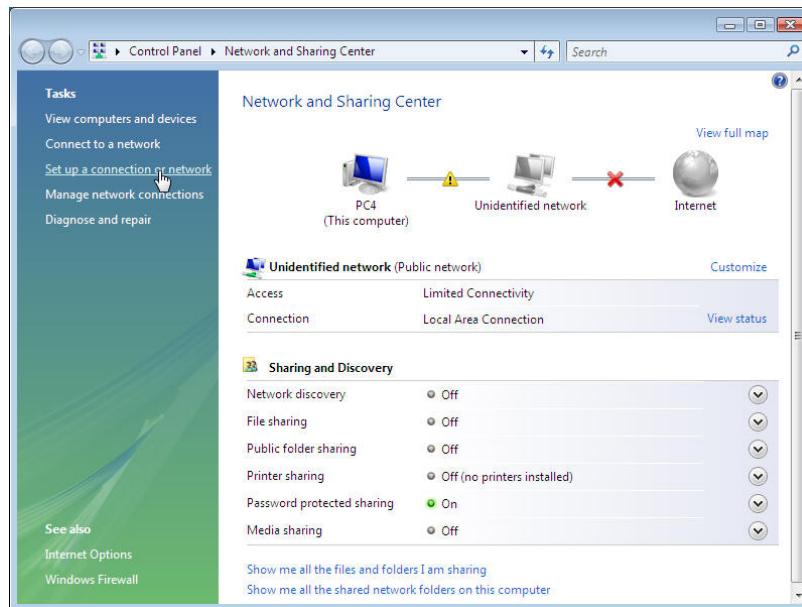 Control Panel Network and Sharing Center Search
Tasks
View computers and devices
Connect to a network
Set up a connection or network
Manage network connections
Diagnose and repair
See also
Internet Options
Windows Firewall
Network and Sharing Center
View full map
PC4
(This computer)
Unidentified network
Internet
Unidentified network (Public network) Customize
Access Limited Connectivity
Connection Local Area Connection View status
Sharing and Discovery
Network discovery Off
File sharing Off
Public folder sharing Off
Printer sharing Off (no printers installed)
Password protected sharing On
Media sharing Off
Show me all the files and folders I am sharing
Show me all the shared network folders on this computer